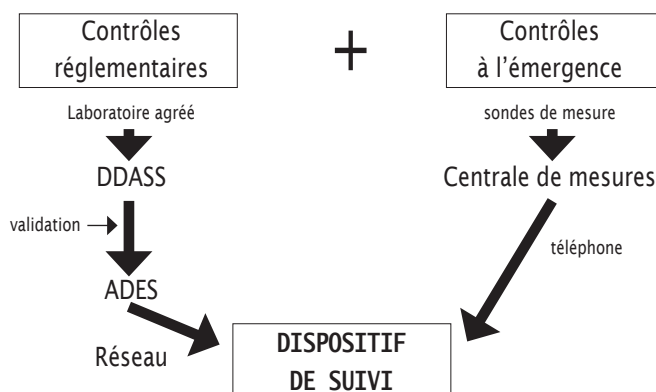 Contrôles
réglementaires
+
Contrôles
à l'émergence
Laboratoire agréé
sondes de mesure
DDASS
Centrale de mesures
validation
téléphone
ADES
Réseau
DISPOSITIF
DE SUIVI